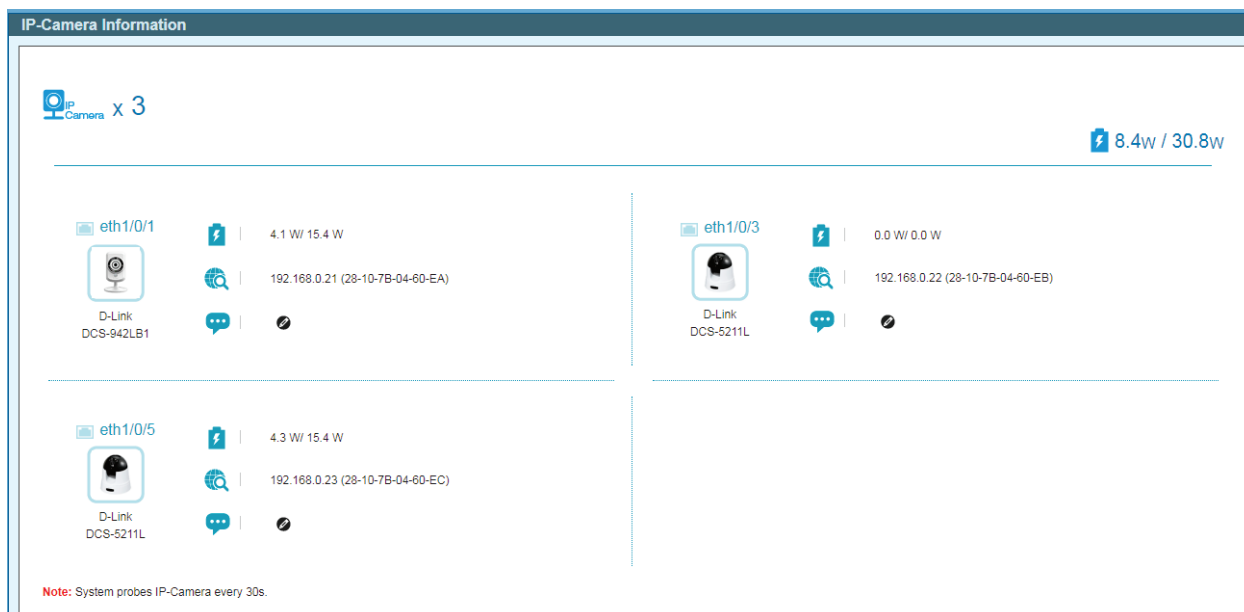 IP-Camera Information
IP Camera x 3
8.4W / 30.8W
eth1/0/1
4.1 W/ 15.4 W
192.168.0.21 (28-10-7B-04-60-EA)
D-Link
DCS-942LB1
eth1/0/3
0.0 W/ 0.0 W
192.168.0.22 (28-10-7B-04-60-EB)
D-Link
DCS-5211L
eth1/0/5
4.3 W/ 15.4 W
192.168.0.23 (28-10-7B-04-60-EC)
D-Link
DCS-5211L
Note: System probes IP-Camera every 30s.